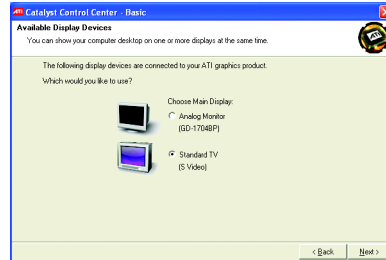 ATI Catalyst Control Center - Basic
Available Display Devices
You can show your computer desktop on one or more displays at the same time.
ATI
The following display devices are connected to your ATI graphics product.
Which would you like to use?
Choose Main Display:
Analog Monitor
(GD-1704BP)
Standard TV
(S Video)
< Back
Next >